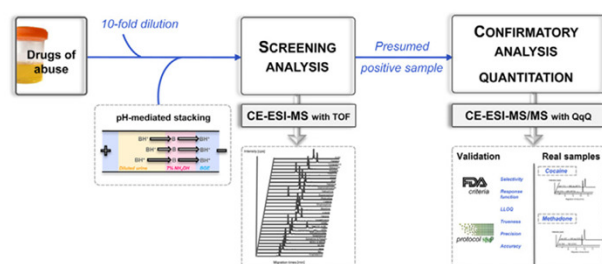 Drugs of
abuse
10-fold dilution
SCREENING
ANALYSIS
Presumed
positive sample
CONFIRMATORY
ANALYSIS
QUANTITATION
CE-ESI-MS with TOF
CE-ESI-MS/MS with QqQ
pH-mediated stacking
BH⁺ B BH⁺
BH⁺ B BH⁺
BH⁺ B BH⁺
+
–
Diluted urine
7% NH₄OH
BGE
Validation
FDA
criteria
protocol
Selectivity
Response
function
LLOQ
Trueness
Precision
Accuracy
Real samples
Cocaine
Methadone